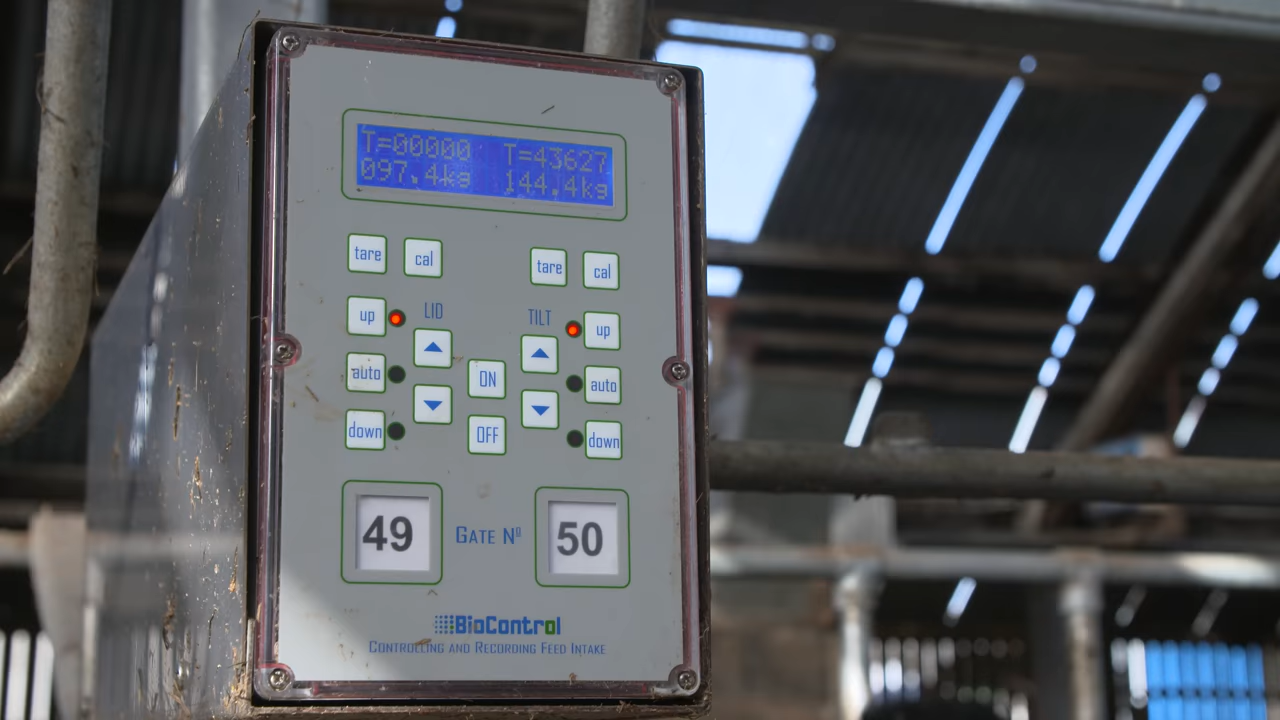 T=00000 T=43627
097.4kg 144.4kg
tare cal tare cal
LID TILT
up up
auto ON auto
down OFF down
49 GATE Nº 50
BioControl
CONTROLLING AND RECORDING FEED INTAKE